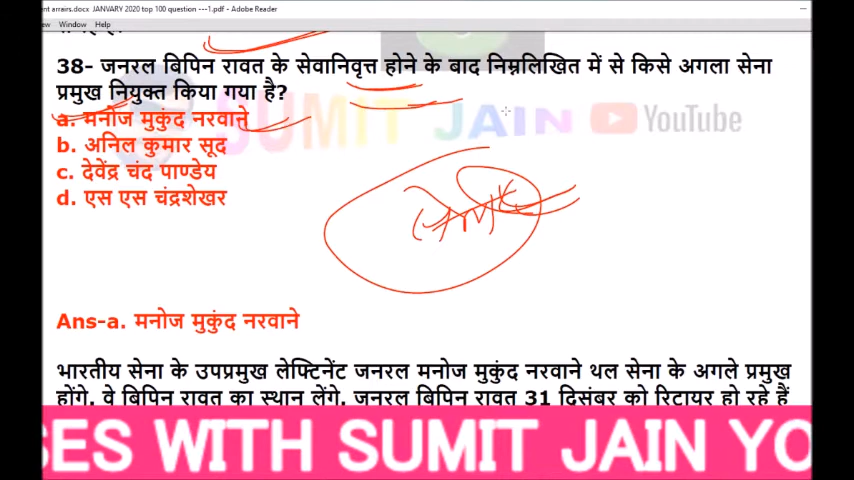 ent arrairs.docx JANVARY 2020 top 100 question ---1.pdf - Adobe Reader
ew Window Help
38- जनरल बिपिन रावत के सेवानिवृत्त होने के बाद निम्नलिखित में से किसे अगला सेना
प्रमुख नियुक्त किया गया है?
a. मनोज मुकुंद नरवाने
SUMIT JAIN YouTube
b. अनिल कुमार सूद
c. देवेंद्र चंद पाण्डेय
d. एस एस चंद्रशेखर
Ans-a. मनोज मुकुंद नरवाने
भारतीय सेना के उपप्रमुख लेफ्टिनेंट जनरल मनोज मुकुंद नरवाने थल सेना के अगले प्रमुख
होंगे. वे बिपिन रावत का स्थान लेंगे. जनरल बिपिन रावत 31 दिसंबर को रिटायर हो रहे हैं
SES WITH SUMIT JAIN YO